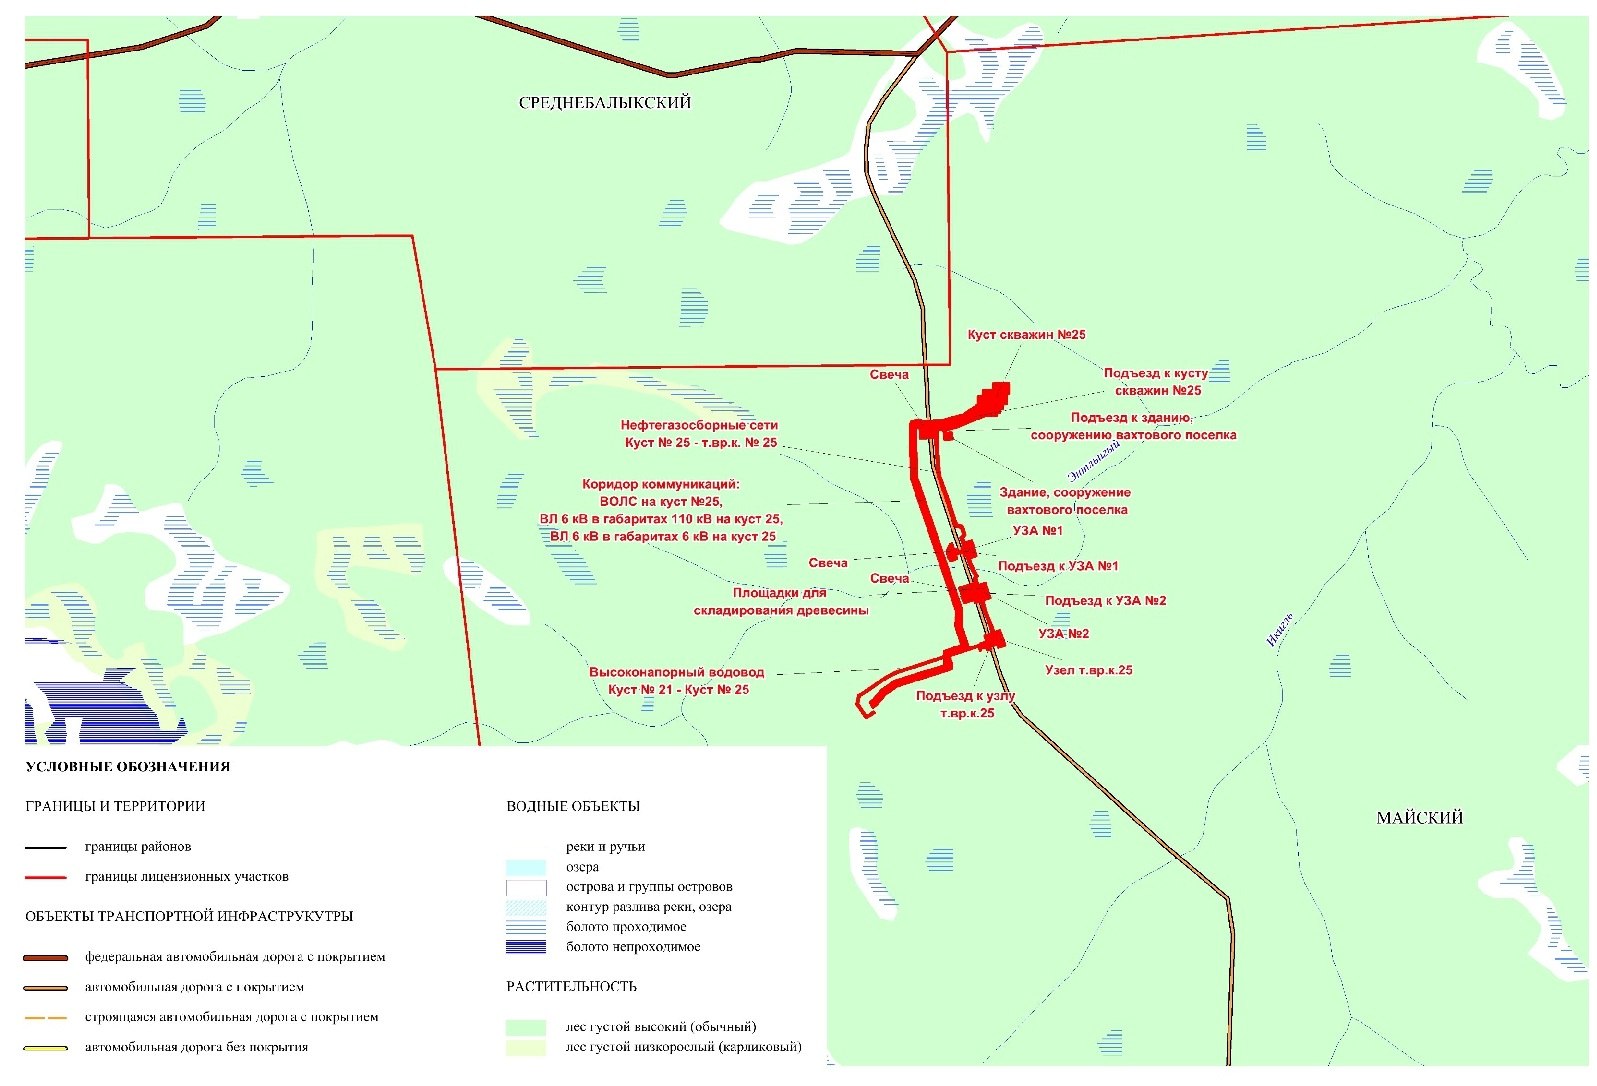 СРЕДНЕБАЛЫКСКИЙ
Куст скважин №25
Свеча
Подъезд к кусту
скважин №25
Подъезд к зданию,
сооружению вахтового поселка
Нефтегазосборные сети
Куст № 25 - т.вр.к. № 25
Энтльнгый
Коридор коммуникаций:
ВОЛС на куст №25,
ВЛ 6 кВ в габаритах 110 кВ на куст 25,
ВЛ 6 кВ в габаритах 6 кВ на куст 25
Здание, сооружение
вахтового поселка
УЗА №1
Свеча
Подъезд к УЗА №1
Свеча
Площадки для
складирования древесины
Подъезд к УЗА №2
УЗА №2
Высоконапорный водовод
Куст № 21 - Куст № 25
Узел т.вр.к.25
Подъезд к узлу
т.вр.к.25
МАЙСКИЙ
УСЛОВНЫЕ ОБОЗНАЧЕНИЯ
ГРАНИЦЫ И ТЕРРИТОРИИ
границы районов
границы лицензионных участков
ОБЪЕКТЫ ТРАНСПОРТНОЙ ИНФРАСТРУКУТРЫ
федеральная автомобильная дорога с покрытием
автомобильная дорога с покрытием
строящаяся автомобильная дорога с покрытием
автомобильная дорога без покрытия
ВОДНЫЕ ОБЪЕКТЫ
реки и ручьи
озера
острова и группы островов
контур разлива реки, озера
болото проходимое
болото непроходимое
РАСТИТЕЛЬНОСТЬ
лес густой высокий (обычный)
лес густой низкорослый (карликовый)